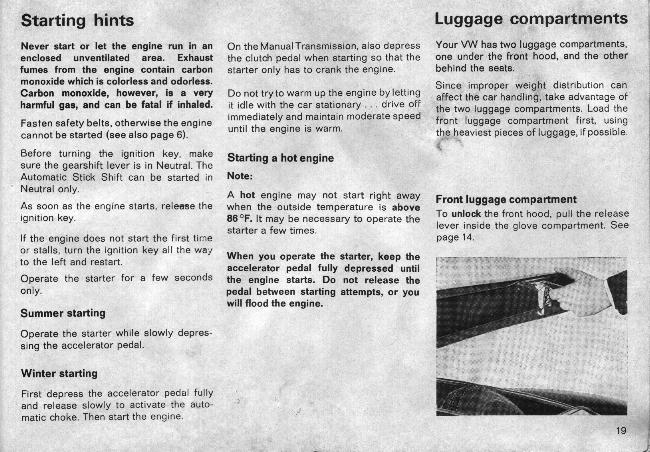 Starting hints
Never start or let the engine run in an
enclosed unventilated area. Exhaust
fumes from the engine contain carbon
monoxide which is colorless and odorless.
Carbon monoxide, however, is a very
harmful gas, and can be fatal if inhaled.
Fasten safety belts, otherwise the engine
cannot be started (see also page 6).
Before turning the ignition key, make
sure the gearshift lever is in Neutral. The
Automatic Stick Shift can be started in
Neutral only.
As soon as the engine starts, release the
ignition key.
If the engine does not start the first time
or stalls, turn the ignition key all the way
to the left and restart.
Operate the starter for a few seconds
only.
Summer starting
Operate the starter while slowly depres-
sing the accelerator pedal.
Winter starting
First depress the accelerator pedal fully
and release slowly to activate the auto-
matic choke. Then start the engine.
On the Manual Transmission, also depress
the clutch pedal when starting so that the
starter only has to crank the engine.
Do not try to warm up the engine by letting
it idle with the car stationary . . . drive off
immediately and maintain moderate speed
until the engine is warm.
Starting a hot engine
Note:
A hot engine may not start right away
when the outside temperature is above
86°F. It may be necessary to operate the
starter a few times.
When you operate the starter, keep the
accelerator pedal fully depressed until
the engine starts. Do not release the
pedal between starting attempts, or you
will flood the engine.
Luggage compartments
Your VW has two luggage compartments,
one under the front hood, and the other
behind the seats.
Since improper weight distribution can
affect the car handling, take advantage of
the two luggage compartments. Load the
front luggage compartment first, using
the heaviest pieces of luggage, if possible.
Front luggage compartment
To unlock the front hood, pull the release
lever inside the glove compartment. See
page 14.
19